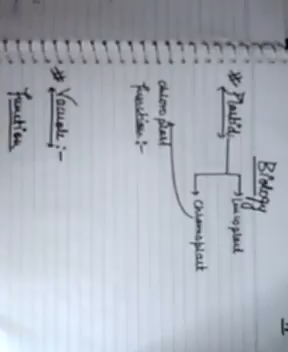 Biology
# Plastid
Leucoplast
Chromoplast
chloroplast
function :-
# Vacuole :-
function